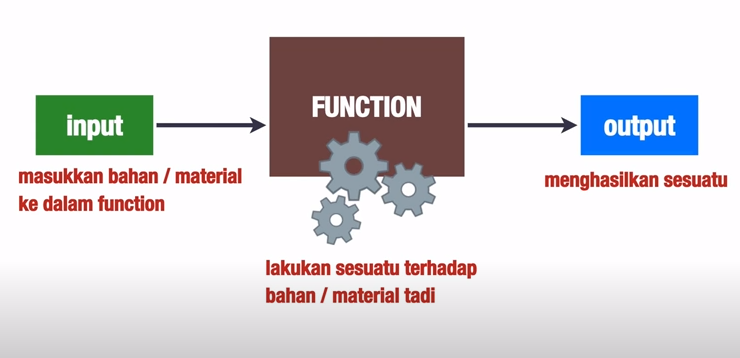 input
masukkan bahan / material
ke dalam function
FUNCTION
lakukan sesuatu terhadap
bahan / material tadi
output
menghasilkan sesuatu